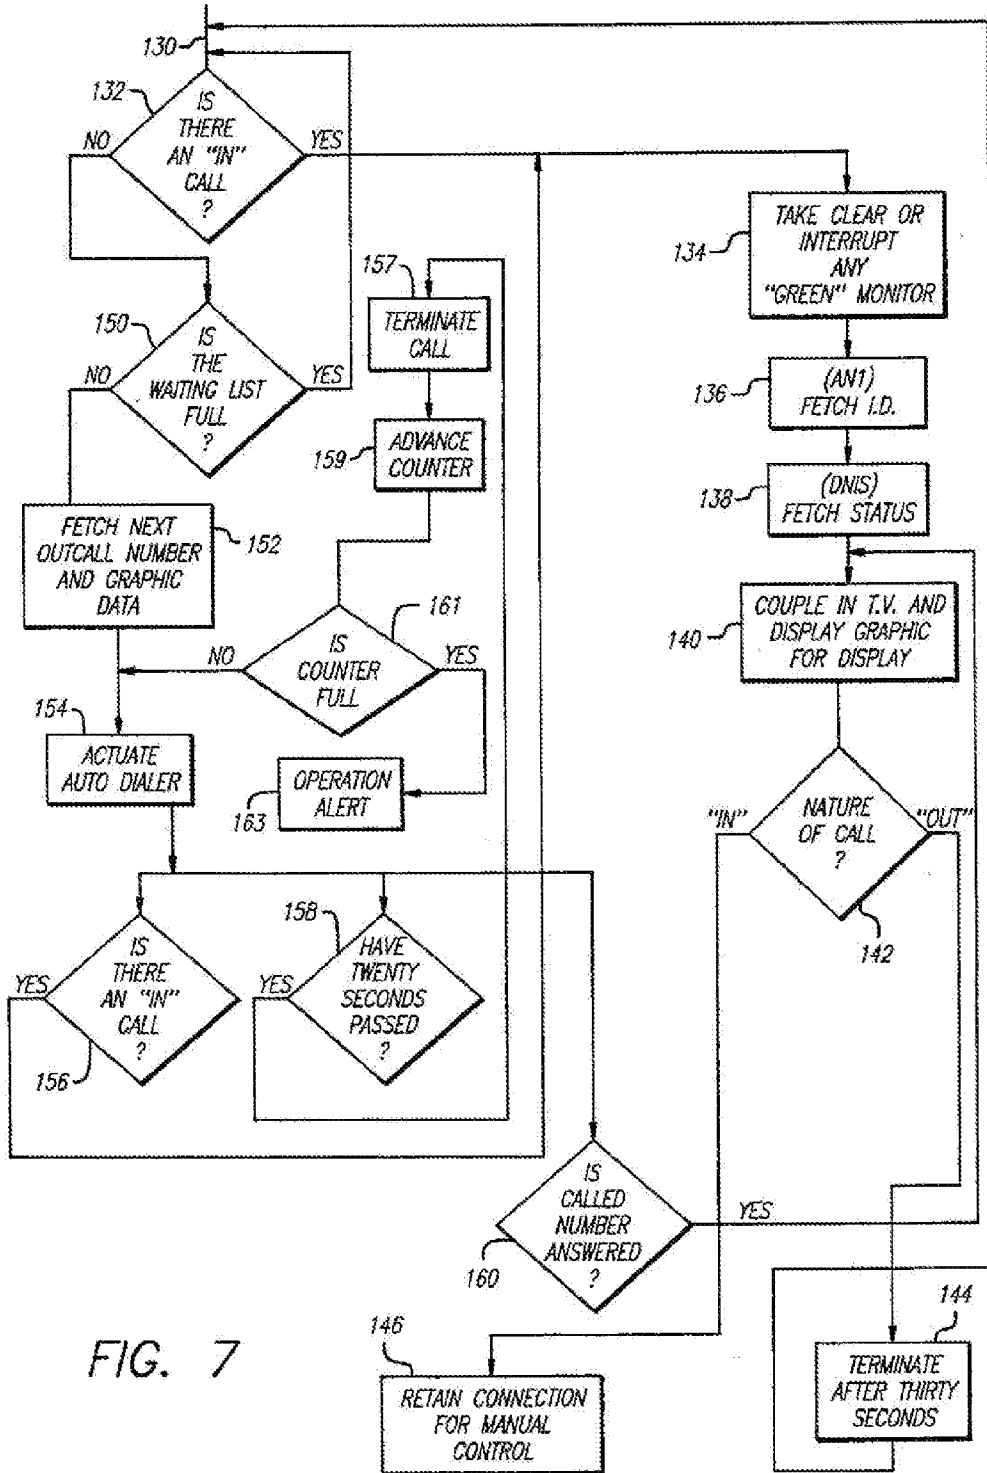 130
132
IS
THERE
AN "IN"
CALL
?
NO
YES
134
TAKE CLEAR OR
INTERRUPT
ANY
"GREEN" MONITOR
150
IS
THE
WAITING LIST
FULL
?
NO
YES
157
TERMINATE
CALL
136
(AN1)
FETCH I.D.
159
ADVANCE
COUNTER
138
(DNIS)
FETCH STATUS
FETCH NEXT
OUTCALL NUMBER
AND GRAPHIC
DATA
152
161
IS
COUNTER
FULL
NO
YES
140
COUPLE IN T.V. AND
DISPLAY GRAPHIC
FOR DISPLAY
154
ACTUATE
AUTO DIALER
OPERATION
ALERT
163
"IN"
NATURE
OF CALL
?
"OUT"
142
IS
THERE
AN "IN"
CALL
?
YES
156
158
HAVE
TWENTY
SECONDS
PASSED
?
YES
IS
CALLED
NUMBER
ANSWERED
?
YES
160
144
TERMINATE
AFTER THIRTY
SECONDS
146
RETAIN CONNECTION
FOR MANUAL
CONTROL
FIG. 7